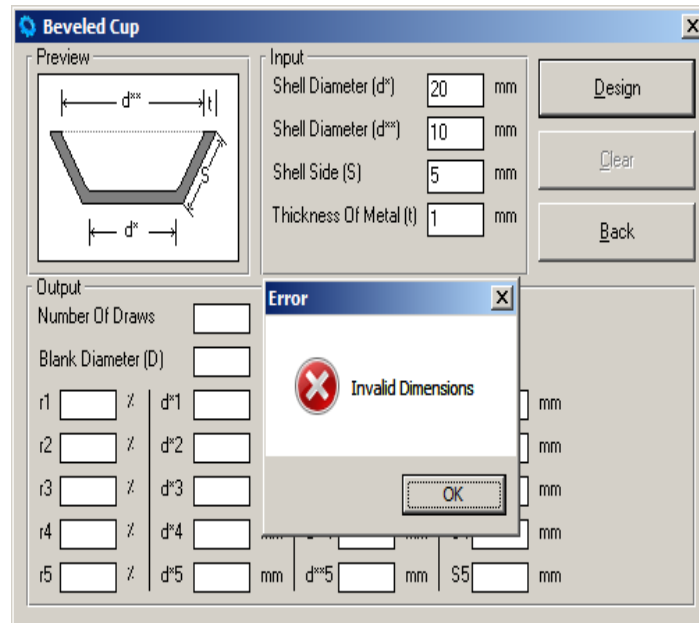 Beveled Cup
Preview
d**
t
S
d*
Input
Shell Diameter (d*) 20 mm
Shell Diameter (d**) 10 mm
Shell Side (S) 5 mm
Thickness Of Metal (t) 1 mm
Design
Clear
Back
Output
Number Of Draws
Blank Diameter (D)
r1 % d*1 mm
r2 % d*2 mm
r3 % d*3 mm
r4 % d*4 mm
r5 % d*5 mm d**5 mm S5 mm
Error
Invalid Dimensions
OK